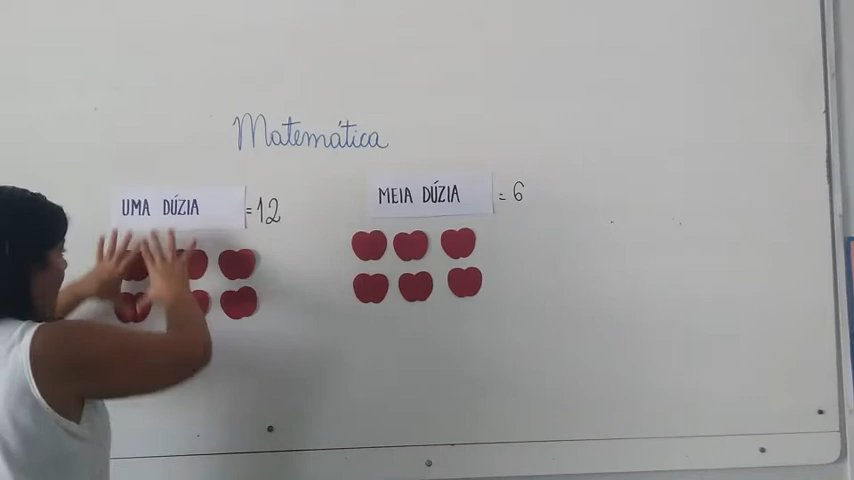 Matemática
UMA DÚZIA = 12
MEIA DÚZIA = 6